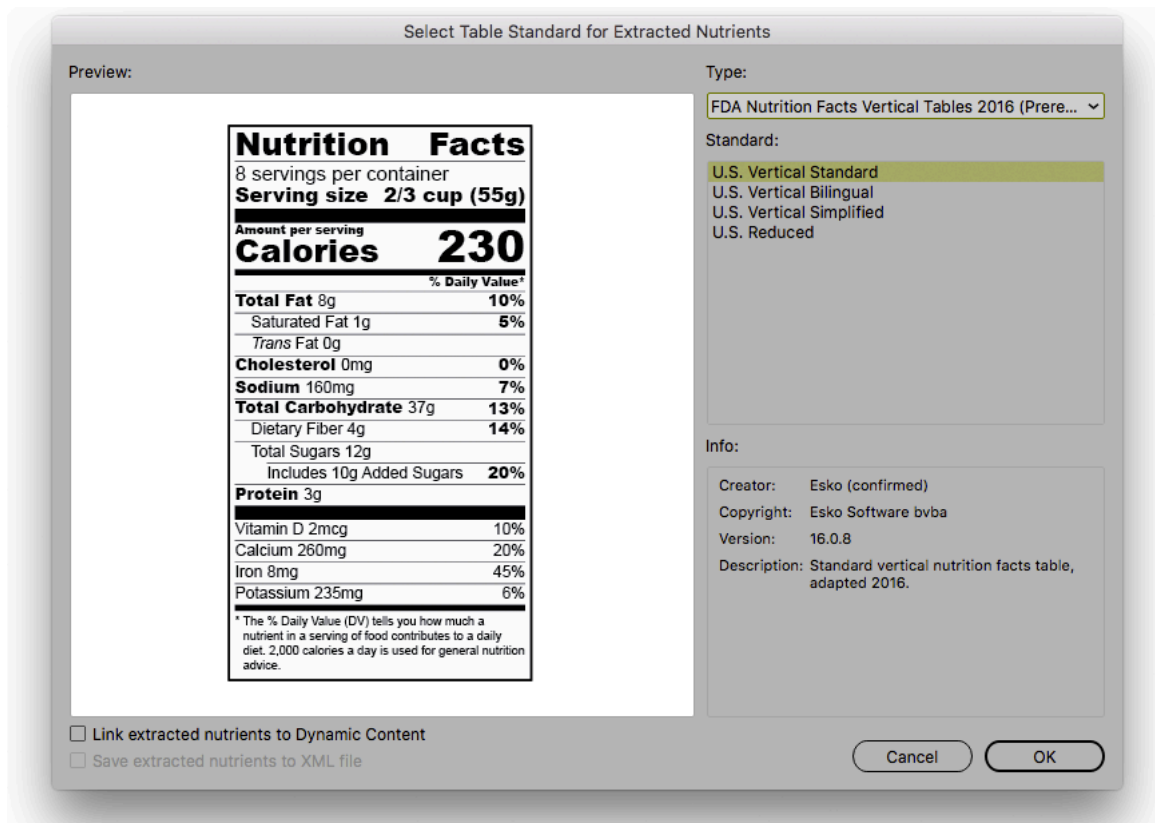 Select Table Standard for Extracted Nutrients
Preview:
Nutrition Facts
8 servings per container
Serving size 2/3 cup (55g)
Amount per serving
Calories 230
% Daily Value*
Total Fat 8g 10%
Saturated Fat 1g 5%
Trans Fat 0g
Cholesterol 0mg 0%
Sodium 160mg 7%
Total Carbohydrate 37g 13%
Dietary Fiber 4g 14%
Total Sugars 12g
Includes 10g Added Sugars 20%
Protein 3g
Vitamin D 2mcg 10%
Calcium 260mg 20%
Iron 8mg 45%
Potassium 235mg 6%
* The % Daily Value (DV) tells you how much a
nutrient in a serving of food contributes to a daily
diet. 2,000 calories a day is used for general nutrition
advice.
Link extracted nutrients to Dynamic Content
Save extracted nutrients to XML file
Type:
FDA Nutrition Facts Vertical Tables 2016 (Prere...
Standard:
U.S. Vertical Standard
U.S. Vertical Bilingual
U.S. Vertical Simplified
U.S. Reduced
Info:
Creator: Esko (confirmed)
Copyright: Esko Software bvba
Version: 16.0.8
Description: Standard vertical nutrition facts table,
adapted 2016.
Cancel
OK